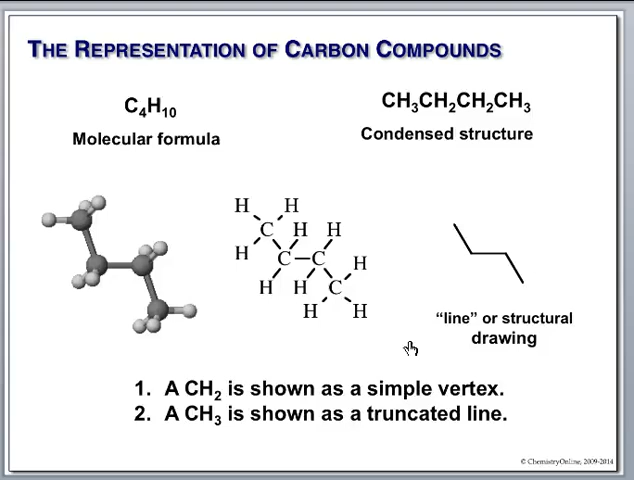 THE REPRESENTATION OF CARBON COMPOUNDS
C4H10
CH3CH2CH2CH3
Molecular formula
Condensed structure
H H
C H H
H C–C H
H H C
H H
“line” or structural
drawing
1. A CH2 is shown as a simple vertex.
2. A CH3 is shown as a truncated line.
© ChemistryOnline, 2009-2014